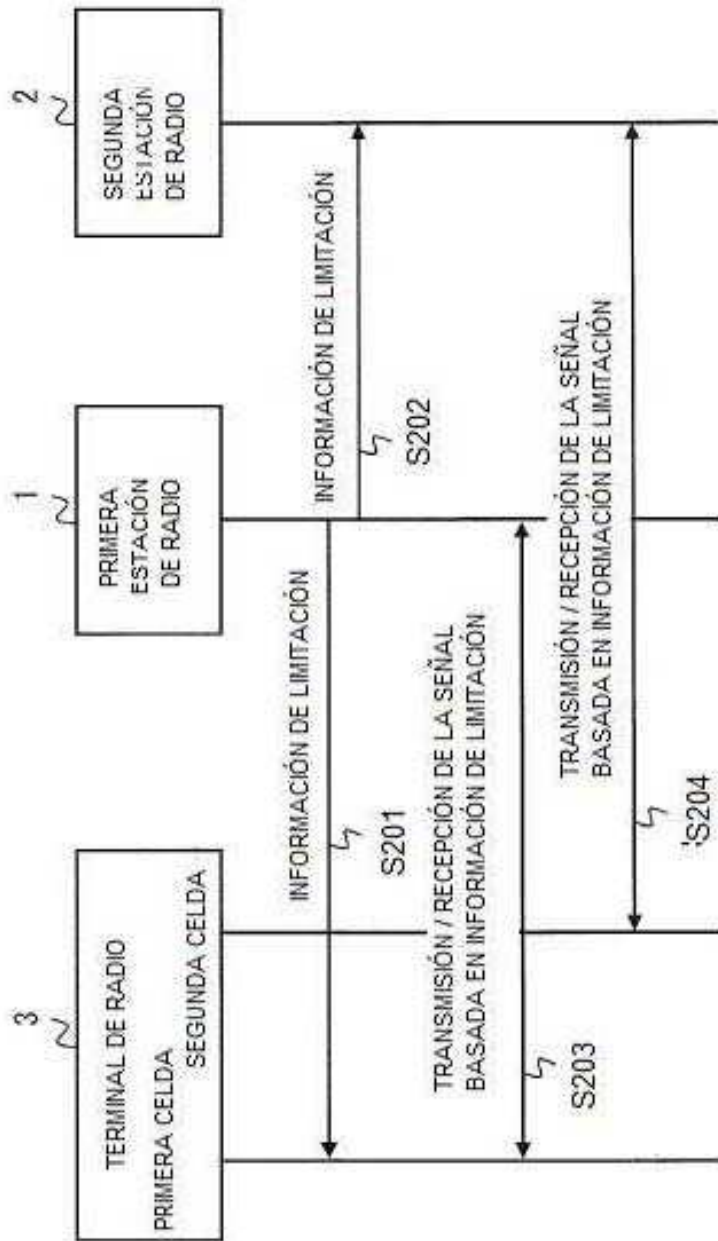 3
TERMINAL DE RADIO
PRIMERA CELDA
SEGUNDA CELDA
1
PRIMERA
ESTACIÓN
DE RADIO
2
SEGUNDA
ESTACIÓN
DE RADIO
INFORMACIÓN DE LIMITACIÓN
S201
INFORMACIÓN DE LIMITACIÓN
S202
TRANSMISIÓN / RECEPCIÓN DE LA SEÑAL
BASADA EN INFORMACIÓN DE LIMITACIÓN
S203
TRANSMISIÓN / RECEPCIÓN DE LA SEÑAL
BASADA EN INFORMACIÓN DE LIMITACIÓN
S204